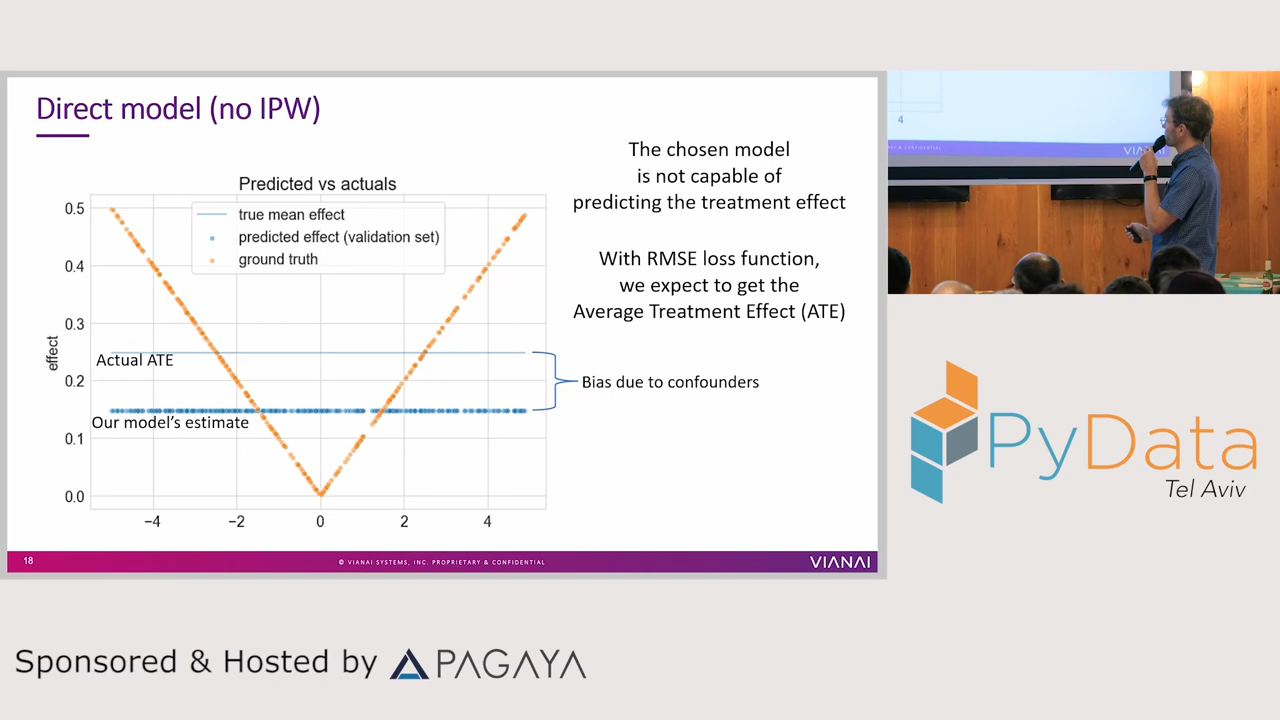 Direct model (no IPW)
Predicted vs actuals
true mean effect
predicted effect (validation set)
ground truth
effect
0.5
0.4
0.3
0.2
0.1
0.0
−4
−2
0
2
4
Actual ATE
Our model's estimate
Bias due to confounders
The chosen model
is not capable of
predicting the treatment effect
With RMSE loss function,
we expect to get the
Average Treatment Effect (ATE)
18
© VIANAI SYSTEMS, INC. PROPRIETARY & CONFIDENTIAL
VIANAI
4
& CONFIDENTIAL
VIANAI
PyData
Tel Aviv
Sponsored & Hosted by PAGAYA